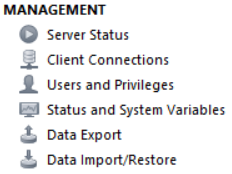 MANAGEMENT
Server Status
Client Connections
Users and Privileges
Status and System Variables
Data Export
Data Import/Restore